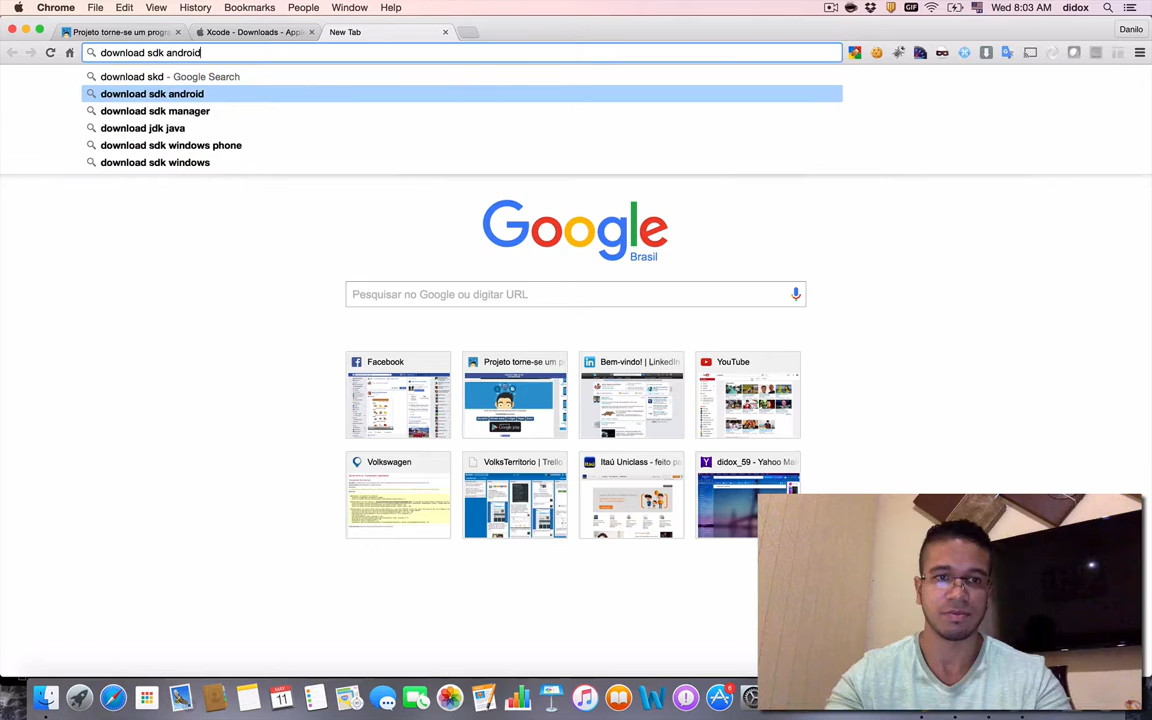 Chrome File Edit View History Bookmarks People Window Help
GIF Wed 8:03 AM didox
Projeto torne-se um progra
Xcode - Downloads - Apple
New Tab
Danilo
download sdk android
download skd - Google Search
download sdk android
download sdk manager
download jdk java
download sdk windows phone
download sdk windows
Google
Brasil
Pesquisar no Google ou digitar URL
Facebook
Projeto torne-se um p
Bem-vindo! | LinkedIn
YouTube
Volkswagen
VolksTerritorio | Trello
Itaú Uniclass - feito pa
didox_59 - Yahoo Mai